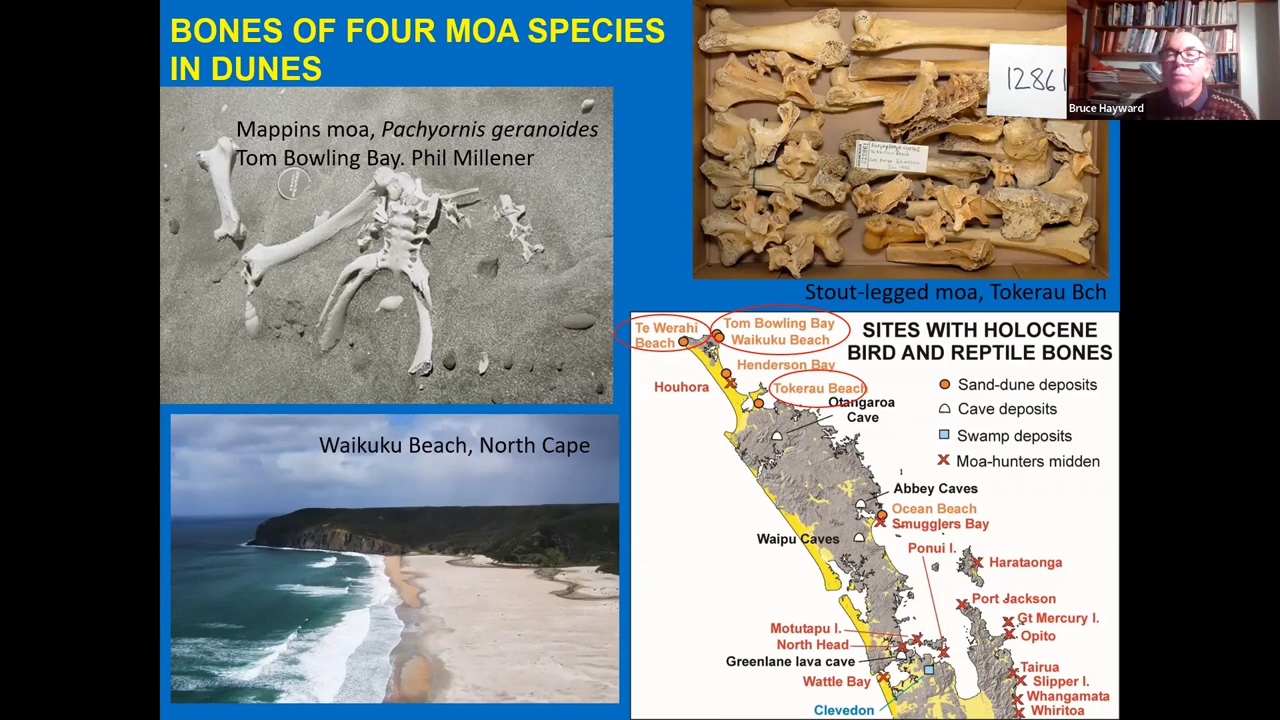 BONES OF FOUR MOA SPECIES
IN DUNES
Mappins moa, Pachyornis geranoides
Tom Bowling Bay. Phil Millener
12861
Bruce Hayward
Stout-legged moa, Tokerau Bch
Waikuku Beach, North Cape
SITES WITH HOLOCENE
BIRD AND REPTILE BONES
Sand-dune deposits
Cave deposits
Swamp deposits
Moa-hunters midden
Te Werahi
Beach
Tom Bowling Bay
Waikuku Beach
Henderson Bay
Houhora
Tokerau Beach
Otangaroa
Cave
Abbey Caves
Ocean Beach
Smugglers Bay
Waipu Caves
Ponui I.
Harataonga
Port Jackson
Gt Mercury I.
Opito
Motutapu I.
North Head
Greenlane lava cave
Wattle Bay
Tairua
Slipper I.
Whangamata
Whiritoa
Clevedon